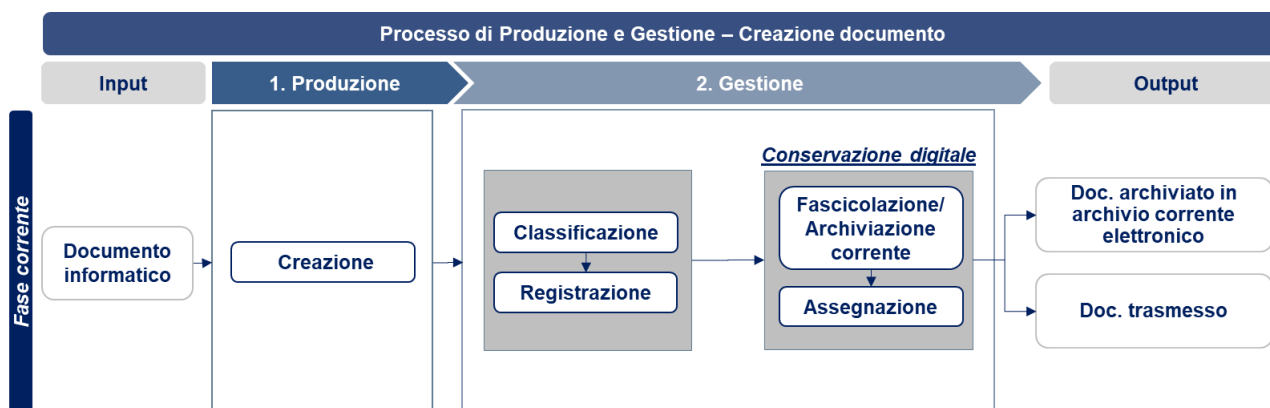 Processo di Produzione e Gestione – Creazione documento
Input
1. Produzione
2. Gestione
Output
Fase corrente
Documento
informatico
Creazione
Classificazione
Registrazione
Conservazione digitale
Fascicolazione/
Archiviazione
corrente
Assegnazione
Doc. archiviato in
archivio corrente
elettronico
Doc. trasmesso